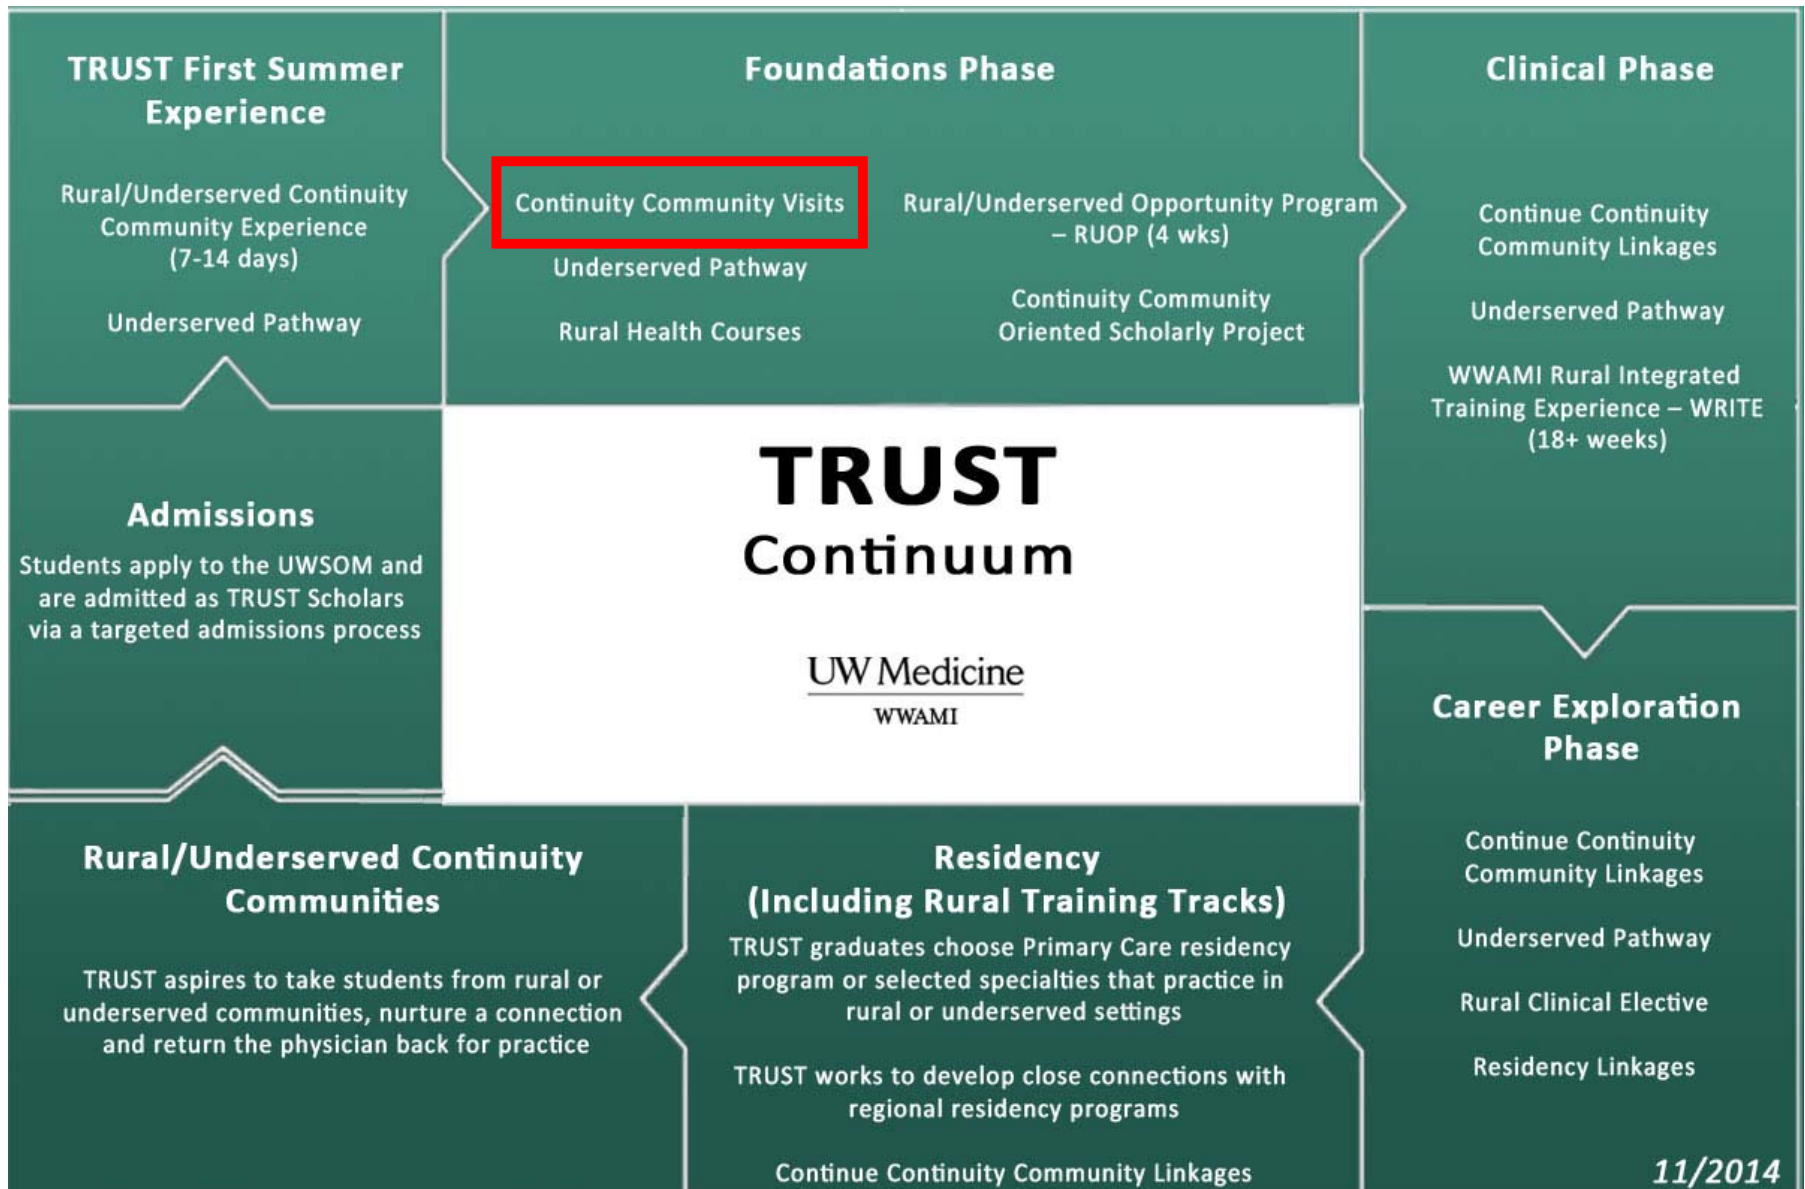 TRUST First Summer
Experience
Rural/Underserved Continuity
Community Experience
(7-14 days)
Underserved Pathway
Foundations Phase
Continuity Community Visits
Underserved Pathway
Rural Health Courses
Rural/Underserved Opportunity Program
– RUOP (4 wks)
Continuity Community
Oriented Scholarly Project
Clinical Phase
Continue Continuity
Community Linkages
Underserved Pathway
WWAMI Rural Integrated
Training Experience – WRITE
(18+ weeks)
Admissions
Students apply to the UWSOM and
are admitted as TRUST Scholars
via a targeted admissions process
TRUST
Continuum
UW Medicine
WWAMI
Career Exploration
Phase
Continue Continuity
Community Linkages
Underserved Pathway
Rural Clinical Elective
Residency Linkages
Rural/Underserved Continuity
Communities
TRUST aspires to take students from rural or
underserved communities, nurture a connection
and return the physician back for practice
Residency
(Including Rural Training Tracks)
TRUST graduates choose Primary Care residency
program or selected specialties that practice in
rural or underserved settings
TRUST works to develop close connections with
regional residency programs
Continue Continuity Community Linkages
11/2014